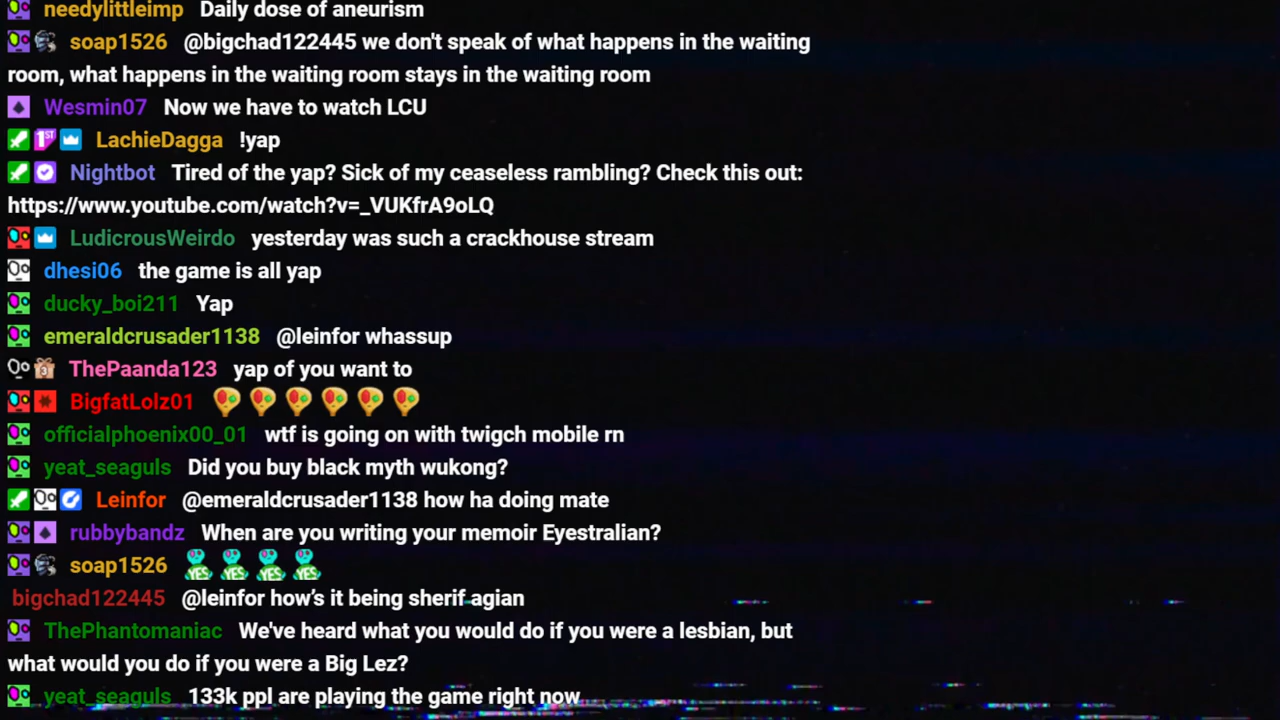 needylittleimp Daily dose of aneurism
soap1526 @bigchad122445 we don't speak of what happens in the waiting
room, what happens in the waiting room stays in the waiting room
Wesmin07 Now we have to watch LCU
1ST LachieDagga !yap
Nightbot Tired of the yap? Sick of my ceaseless rambling? Check this out:
https://www.youtube.com/watch?v=_VUKfrA9oLQ
LudicrousWeirdo yesterday was such a crackhouse stream
dhesi06 the game is all yap
ducky_boi211 Yap
emeraldcrusader1138 @leinfor whassup
3 ThePaanda123 yap of you want to
BigfatLolz01
officialphoenix00_01 wtf is going on with twigch mobile rn
yeat_seaguls Did you buy black myth wukong?
Leinfor @emeraldcrusader1138 how ha doing mate
rubbybandz When are you writing your memoir Eyestralian?
soap1526 YES YES YES YES
bigchad122445 @leinfor how's it being sherif agian
ThePhantomaniac We've heard what you would do if you were a lesbian, but
what would you do if you were a Big Lez?
yeat_seaguls 133k ppl are playing the game right now